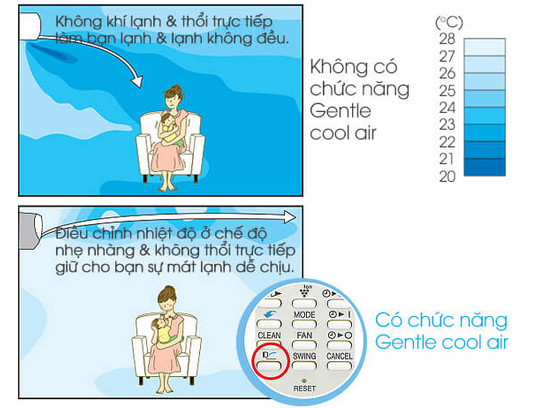 Không khí lạnh & thổi trực tiếp
làm bạn lạnh & lạnh không đều.
Không có
chức năng
Gentle
cool air
(°C)
28
27
26
25
24
23
22
21
20
Điều chỉnh nhiệt độ ở chế độ
nhẹ nhàng & không thổi trực tiếp
giữ cho bạn sự mát lạnh dễ chịu.
Ion
MODE
I
CLEAN
FAN
O
SWING
CANCEL
RESET
Có chức năng
Gentle cool air